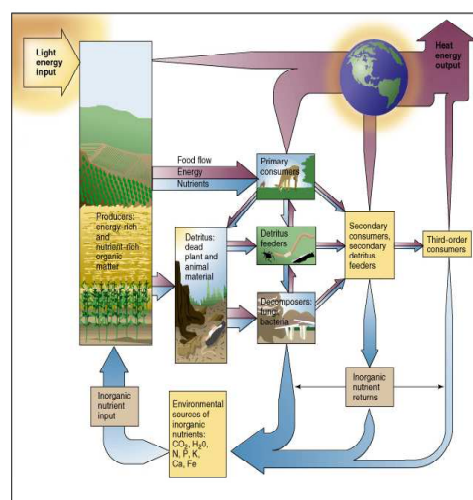 Light
energy
input
Heat
energy
output
Food flow
Energy
Nutrients
Primary
consumers
Producers:
energy-rich
and
nutrient-rich
organic
matter
Detritus:
dead
plant and
animal
material
Detritus
feeders
Decomposers:
fungi,
bacteria
Secondary
consumers,
secondary
detritus
feeders
Third-order
consumers
Inorganic
nutrient
input
Environmental
sources of
inorganic
nutrients:
CO₂, H₂0,
N, P, K,
Ca, Fe
Inorganic
nutrient
returns